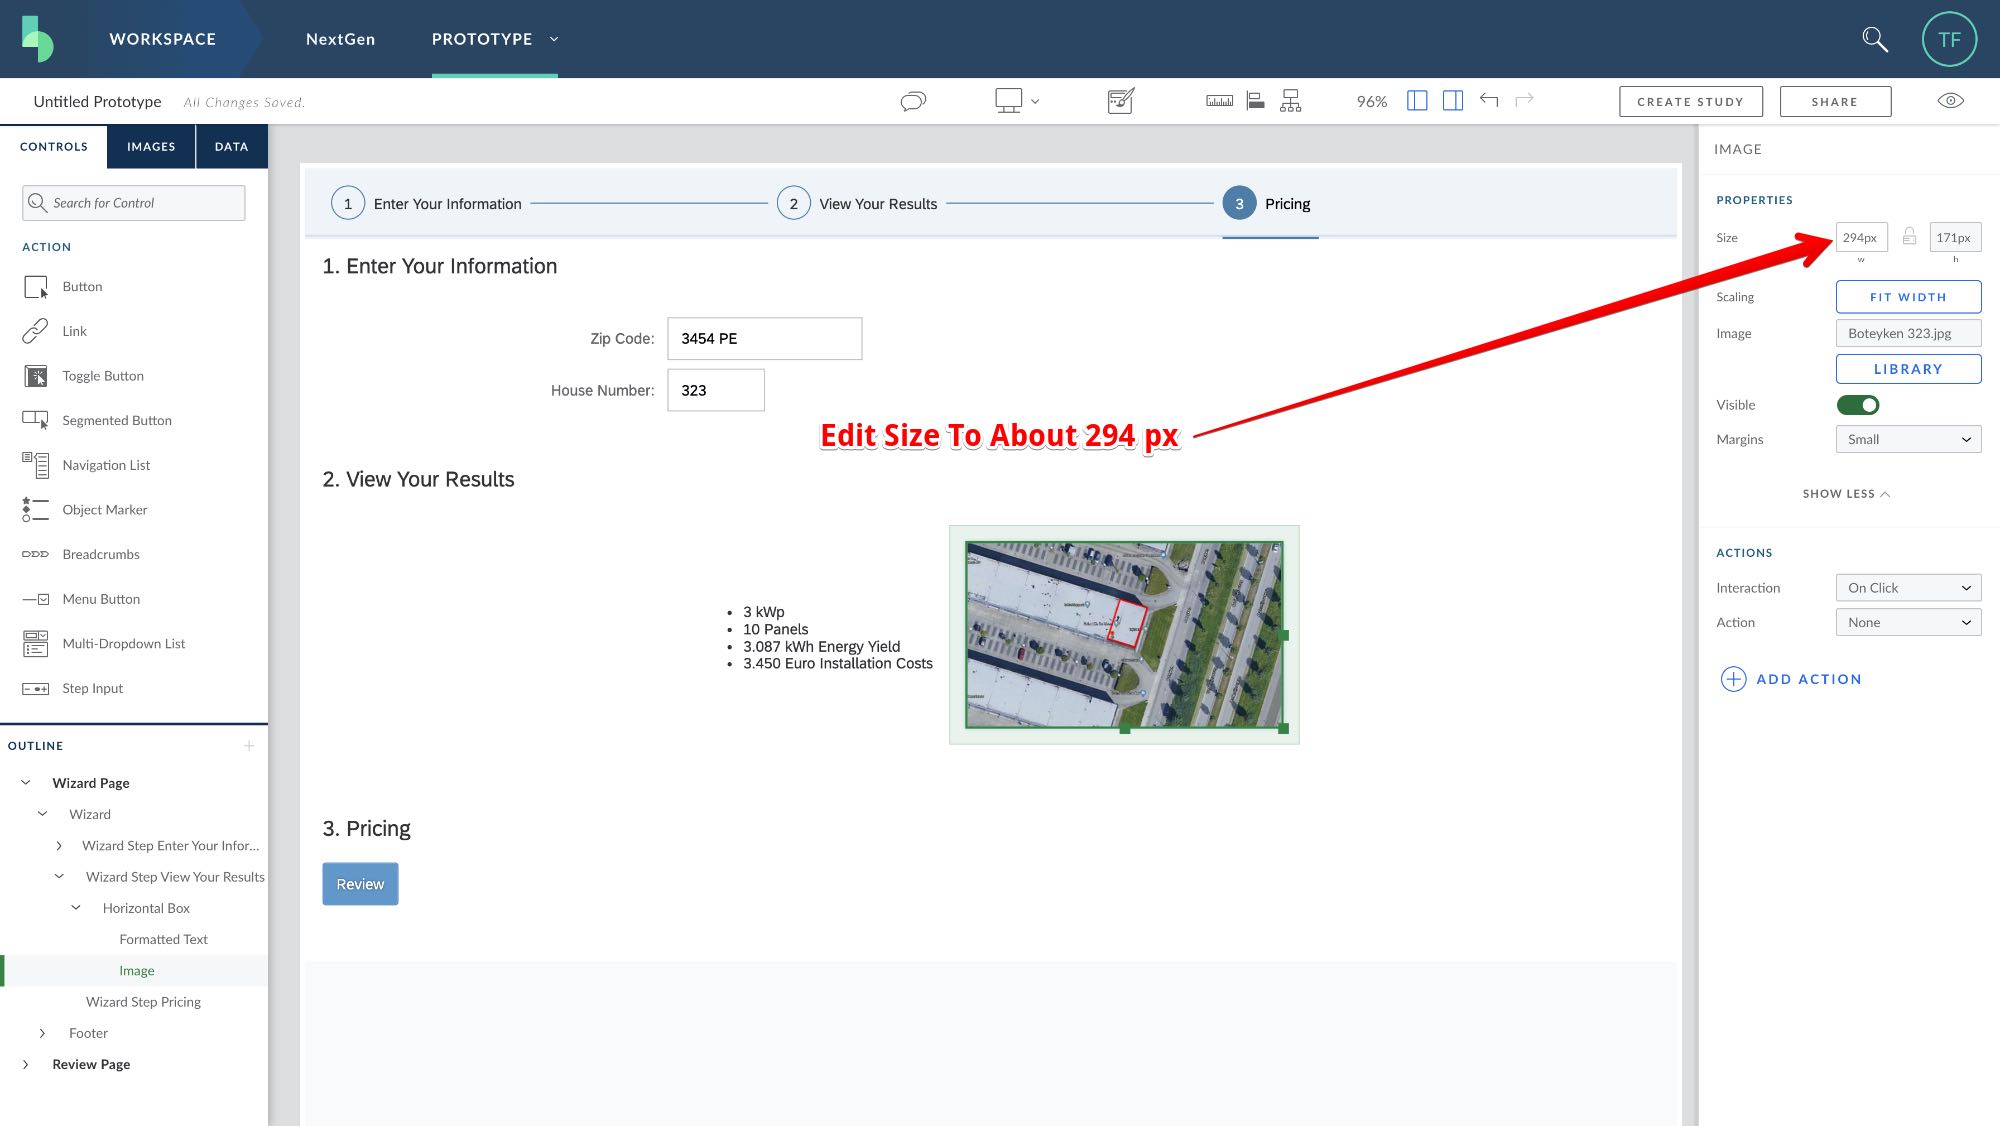 WORKSPACE
NextGen
PROTOTYPE
TF
Untitled Prototype
All Changes Saved.
96%
CREATE STUDY
SHARE
CONTROLS
IMAGES
DATA
Search for Control
ACTION
Button
Link
Toggle Button
Segmented Button
Navigation List
Object Marker
Breadcrumbs
Menu Button
Multi-Dropdown List
Step Input
OUTLINE
Wizard Page
Wizard
Wizard Step Enter Your Infor...
Wizard Step View Your Results
Horizontal Box
Formatted Text
Image
Wizard Step Pricing
Footer
Review Page
1 Enter Your Information
2 View Your Results
3 Pricing
1. Enter Your Information
Zip Code: 3454 PE
House Number: 323
Edit Size To About 294 px
2. View Your Results
• 3 kWp
• 10 Panels
• 3.087 kWh Energy Yield
• 3.450 Euro Installation Costs
3. Pricing
Review
IMAGE
PROPERTIES
Size 294px 171px
w h
Scaling FIT WIDTH
Image Boteyken 323.jpg
LIBRARY
Visible
Margins Small
SHOW LESS
ACTIONS
Interaction On Click
Action None
ADD ACTION